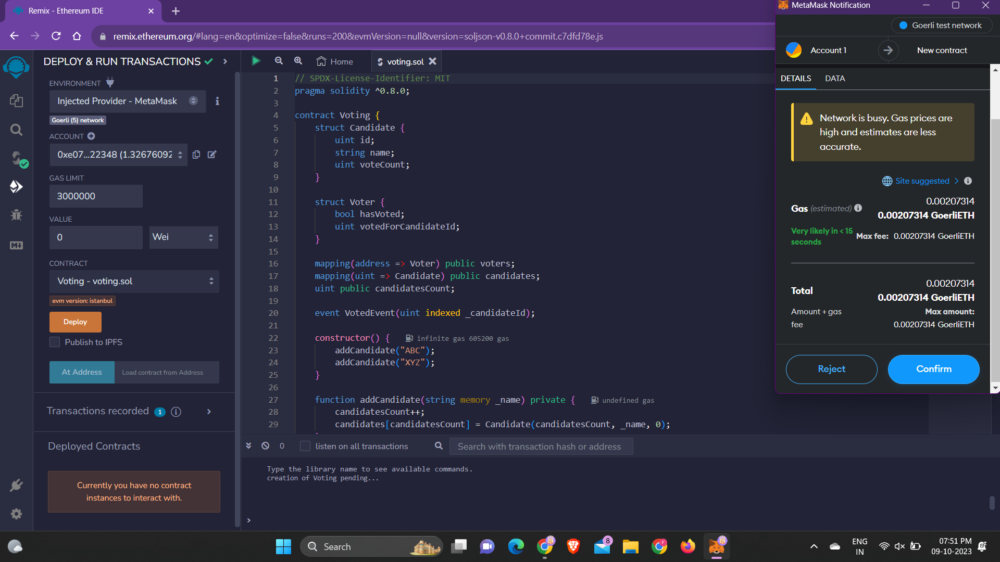 Remix - Ethereum IDE
remix.ethereum.org/#lang=en&optimize=false&runs=200&evmVersion=null&version=soljson-v0.8.0+commit.c7dfd78e.js
DEPLOY & RUN TRANSACTIONS
ENVIRONMENT
Injected Provider - MetaMask
Goerli (5) network
ACCOUNT
0xe07...22348 (1.32676092
GAS LIMIT
3000000
VALUE
0
Wei
CONTRACT
Voting - voting.sol
evm version: istanbul
Deploy
Publish to IPFS
At Address
Load contract from Address
Transactions recorded 1
Deployed Contracts
Currently you have no contract
instances to interact with.
Home
voting.sol
1 // SPDX-License-Identifier: MIT
2 pragma solidity ^0.8.0;
3
4 contract Voting {
5 struct Candidate {
6 uint id;
7 string name;
8 uint voteCount;
9 }
10
11 struct Voter {
12 bool hasVoted;
13 uint votedForCandidateId;
14 }
15
16 mapping(address => Voter) public voters;
17 mapping(uint => Candidate) public candidates;
18 uint public candidatesCount;
19
20 event VotedEvent(uint indexed _candidateId);
21
22 constructor() { infinite gas 605200 gas
23 addCandidate("ABC");
24 addCandidate("XYZ");
25 }
26
27 function addCandidate(string memory _name) private { undefined gas
28 candidatesCount++;
29 candidates[candidatesCount] = Candidate(candidatesCount, _name, 0);
0
listen on all transactions
Search with transaction hash or address
Type the library name to see available commands.
creation of Voting pending...
>
MetaMask Notification
Goerli test network
Account 1
New contract
DETAILS
DATA
Network is busy. Gas prices are
high and estimates are less
accurate.
Site suggested
0.00207314
Gas (estimated)
0.00207314 GoerliETH
Very likely in < 15
seconds
Max fee: 0.00207314 GoerliETH
0.00207314
Total
0.00207314 GoerliETH
Amount + gas
fee
Max amount:
0.00207314 GoerliETH
Reject
Confirm
Search
8
F
ENG
IN
07:51 PM
09-10-2023